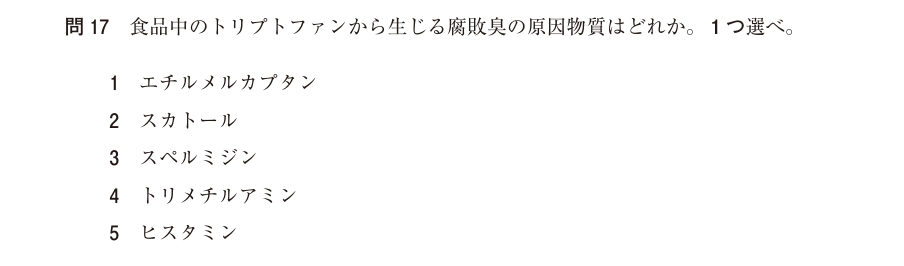 問 17 食品中のトリプトファンから生じる腐敗臭の原因物質はどれか。1つ選べ。
1 エチルメルカプタン
2 スカトール
3 スペルミジン
4 トリメチルアミン
5 ヒスタミン